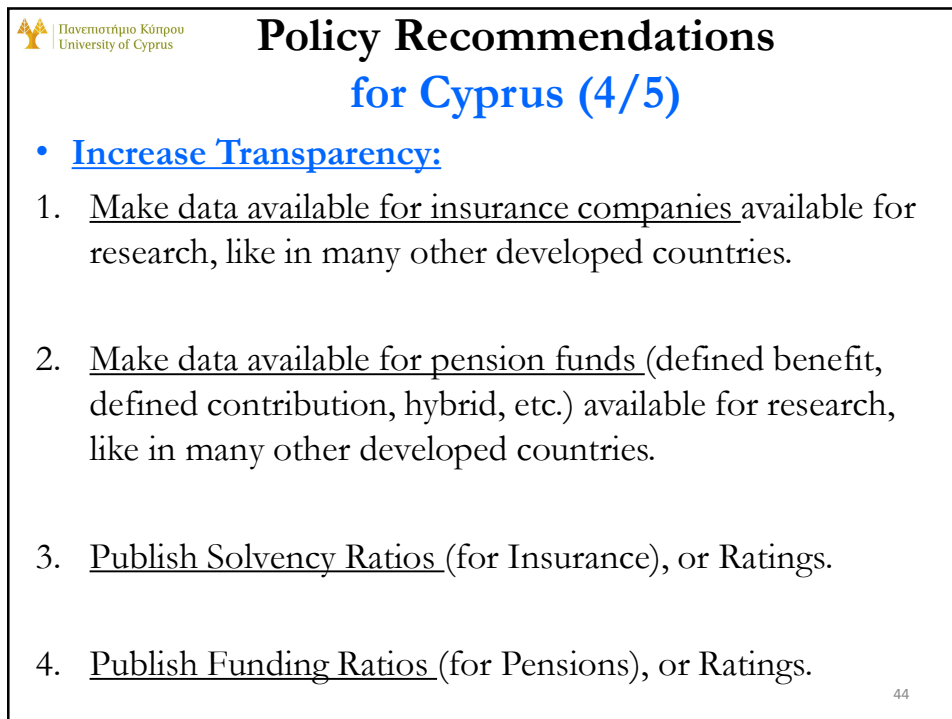 Πανεπιστήμιο Κύπρου
University of Cyprus
Policy Recommendations
for Cyprus (4/5)
• Increase Transparency:
1. Make data available for insurance companies available for
research, like in many other developed countries.
2. Make data available for pension funds (defined benefit,
defined contribution, hybrid, etc.) available for research,
like in many other developed countries.
3. Publish Solvency Ratios (for Insurance), or Ratings.
4. Publish Funding Ratios (for Pensions), or Ratings.
44